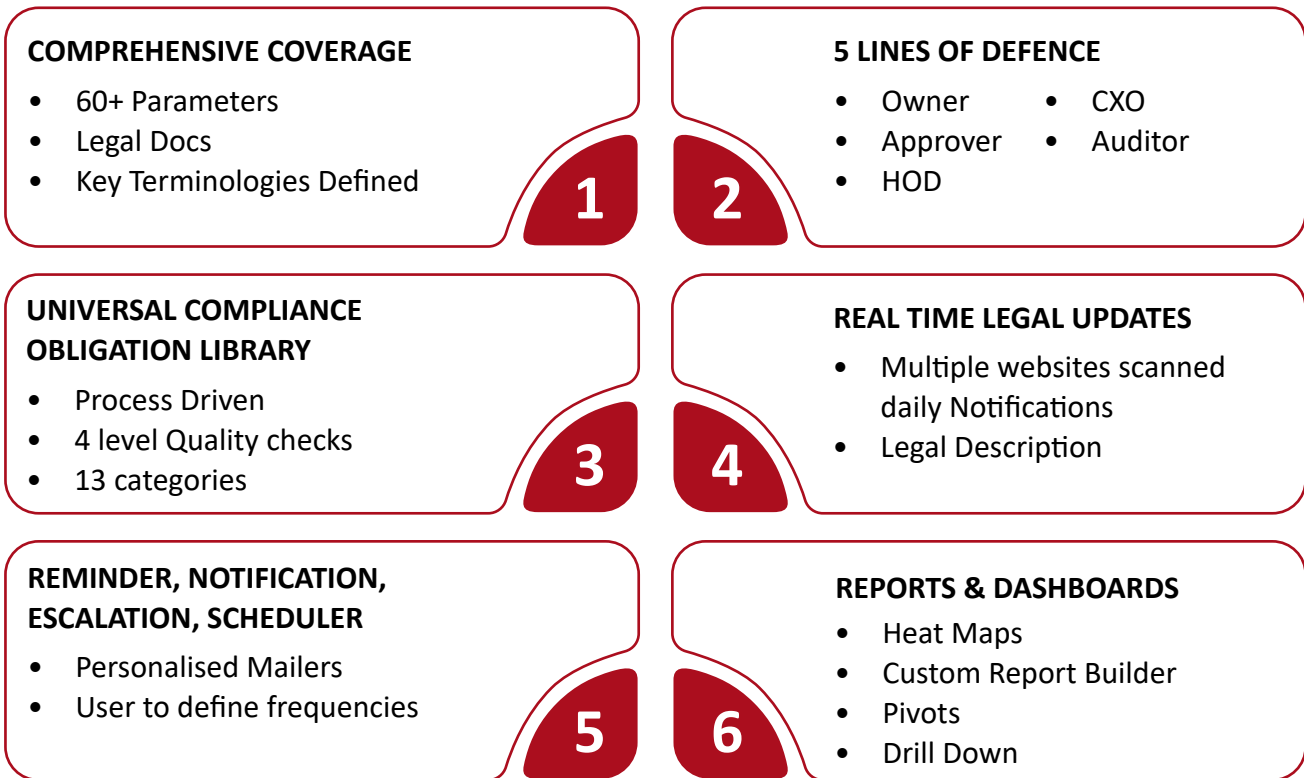 COMPREHENSIVE COVERAGE
• 60+ Parameters
• Legal Docs
• Key Terminologies Defined
1
5 LINES OF DEFENCE
• Owner
• Approver
• HOD
• CXO
• Auditor
2
UNIVERSAL COMPLIANCE
OBLIGATION LIBRARY
• Process Driven
• 4 level Quality checks
• 13 categories
3
REAL TIME LEGAL UPDATES
• Multiple websites scanned
daily Notifications
• Legal Description
4
REMINDER, NOTIFICATION,
ESCALATION, SCHEDULER
• Personalised Mailers
• User to define frequencies
5
REPORTS & DASHBOARDS
• Heat Maps
• Custom Report Builder
• Pivots
• Drill Down
6